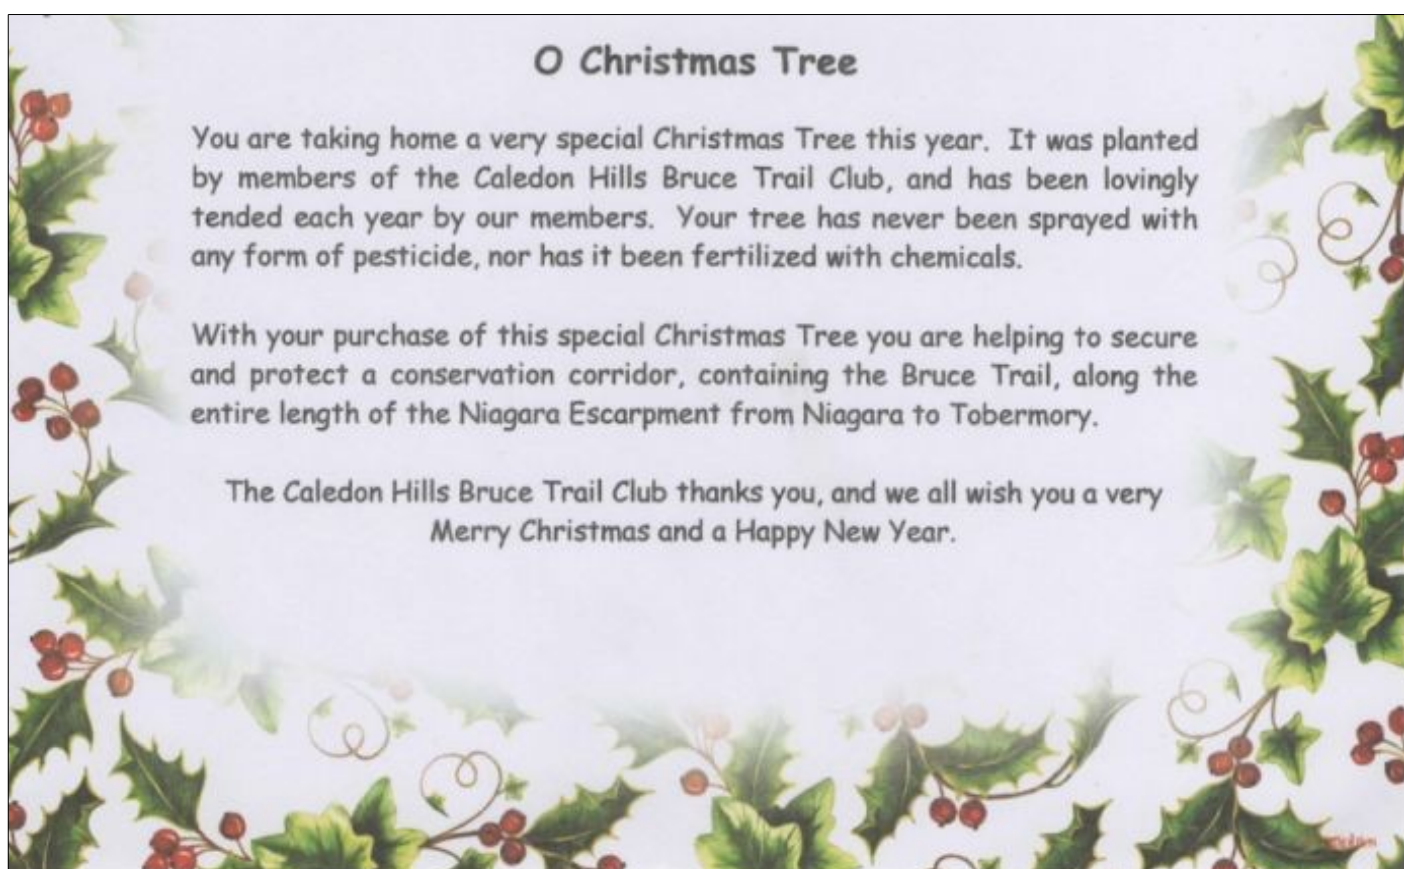 O Christmas Tree
You are taking home a very special Christmas Tree this year. It was planted
by members of the Caledon Hills Bruce Trail Club, and has been lovingly
tended each year by our members. Your tree has never been sprayed with
any form of pesticide, nor has it been fertilized with chemicals.
With your purchase of this special Christmas Tree you are helping to secure
and protect a conservation corridor, containing the Bruce Trail, along the
entire length of the Niagara Escarpment from Niagara to Tobermory.
The Caledon Hills Bruce Trail Club thanks you, and we all wish you a very
Merry Christmas and a Happy New Year.